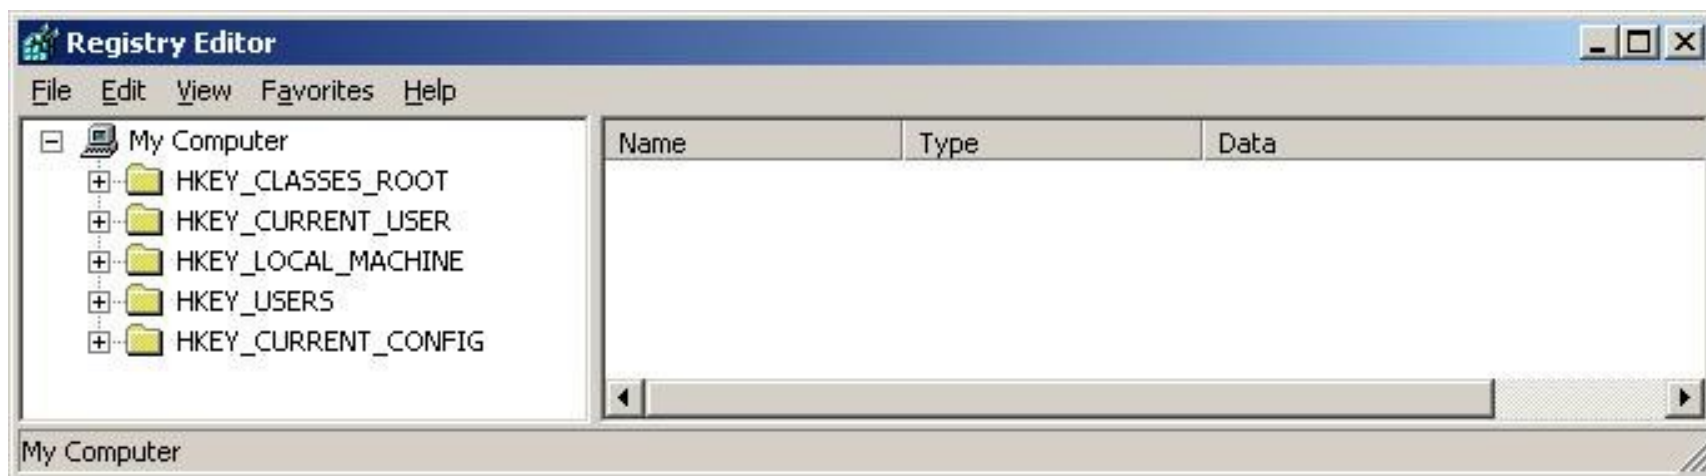 Registry Editor
File Edit View Favorites Help
My Computer
HKEY_CLASSES_ROOT
HKEY_CURRENT_USER
HKEY_LOCAL_MACHINE
HKEY_USERS
HKEY_CURRENT_CONFIG
Name Type Data
My Computer